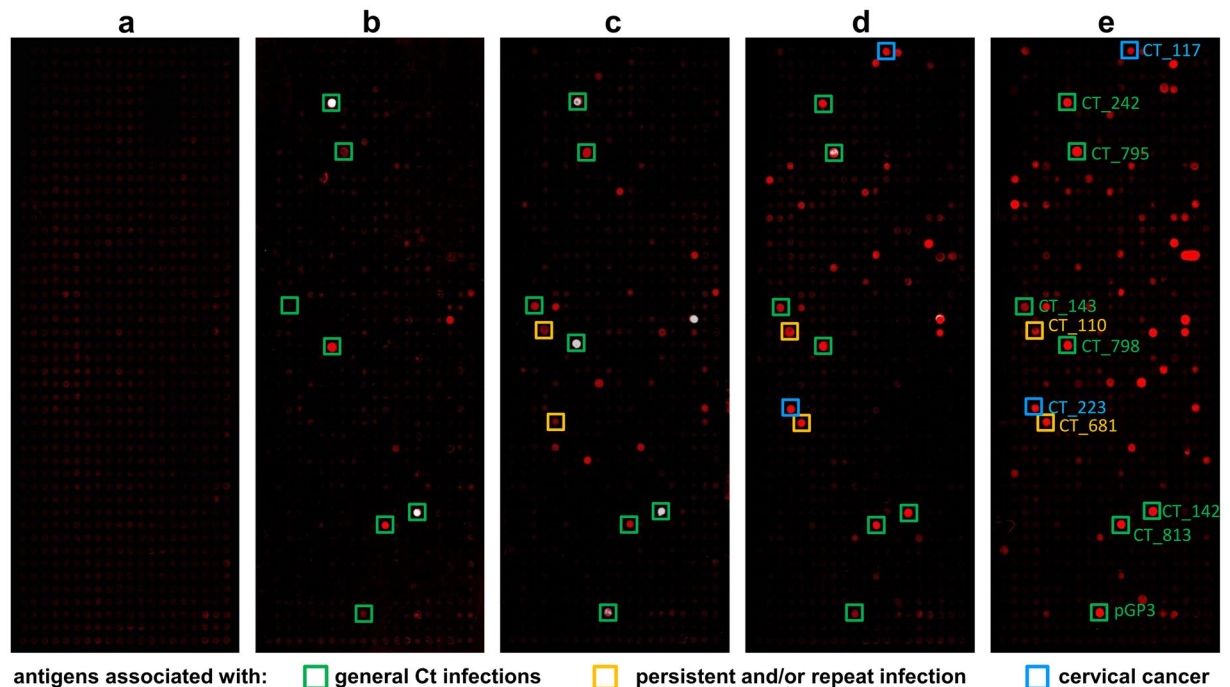 a b c d e
CT_117
CT_242
CT_795
CT_143
CT_110
CT_798
CT_223
CT_681
CT_142
CT_813
pGP3
antigens associated with: general Ct infections persistent and/or repeat infection cervical cancer